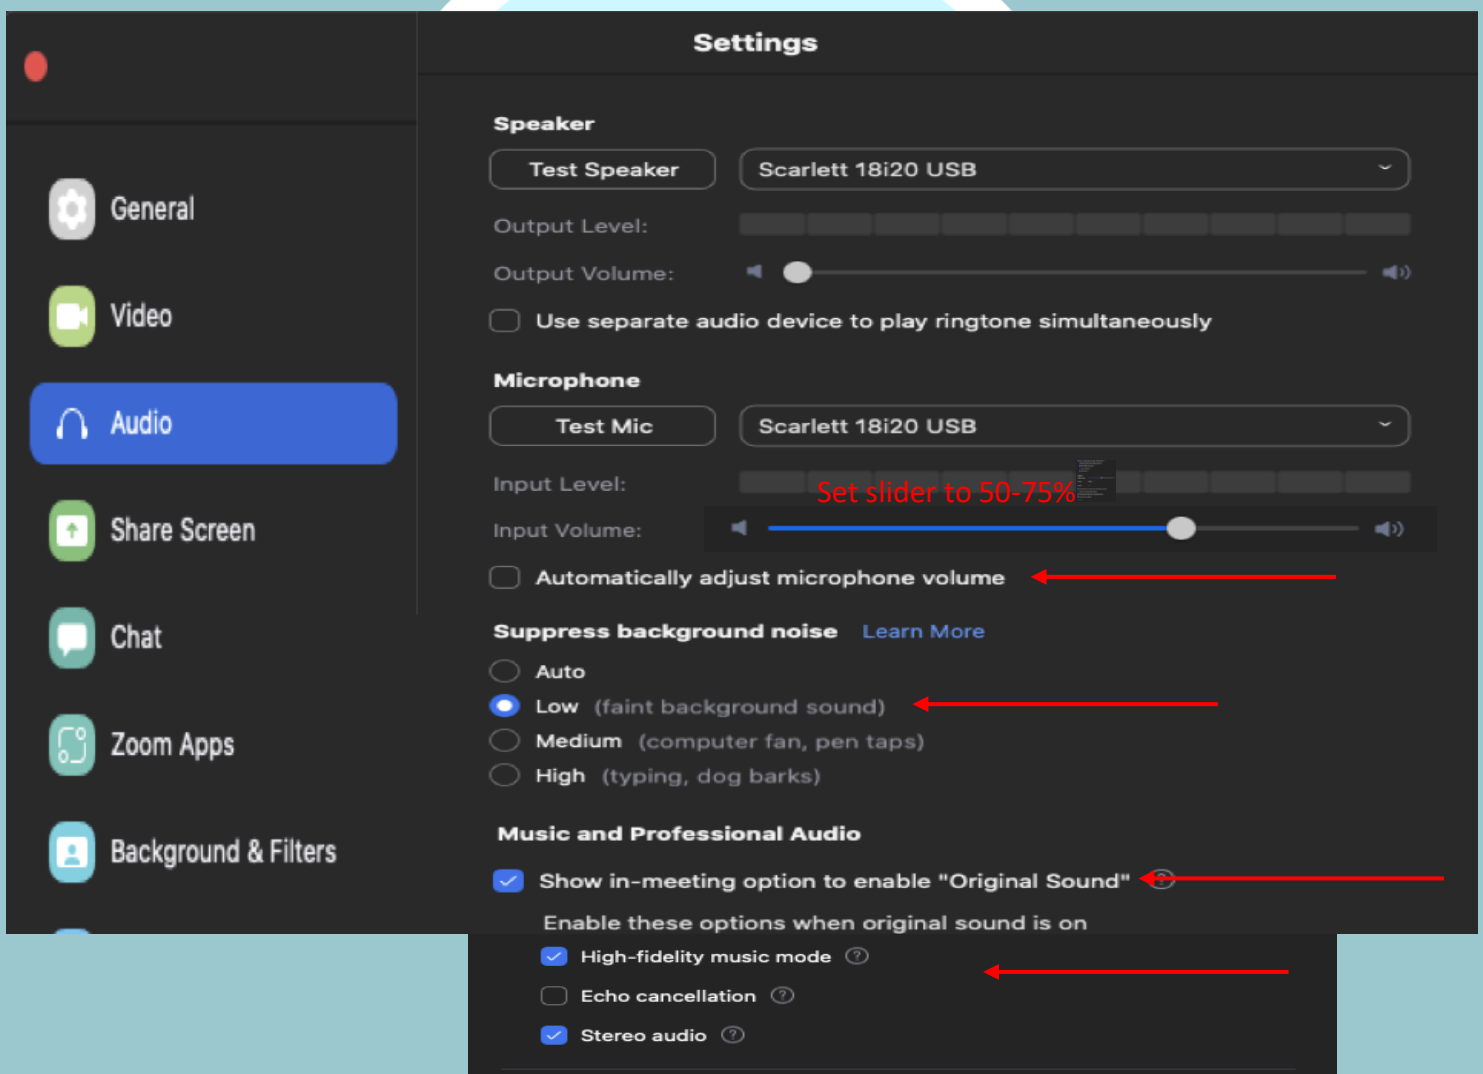 Settings
General
Video
Audio
Share Screen
Chat
Zoom Apps
Background & Filters
Speaker
Test Speaker Scarlett 18i20 USB
Output Level:
Output Volume:
Use separate audio device to play ringtone simultaneously
Microphone
Test Mic Scarlett 18i20 USB
Input Level:
Set slider to 50-75%
Input Volume:
Automatically adjust microphone volume
Suppress background noise Learn More
Auto
Low (faint background sound)
Medium (computer fan, pen taps)
High (typing, dog barks)
Music and Professional Audio
Show in-meeting option to enable "Original Sound" ?
Enable these options when original sound is on
High-fidelity music mode ?
Echo cancellation ?
Stereo audio ?